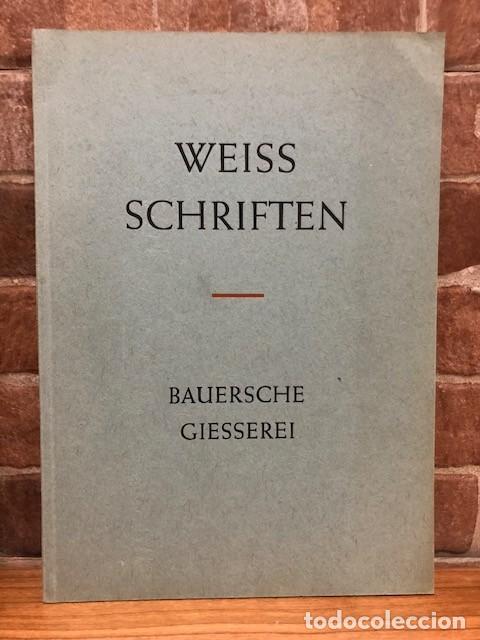 WEISS
SCHRIFTEN
BAUERSCHE
GIESSEREI
todocoleccion